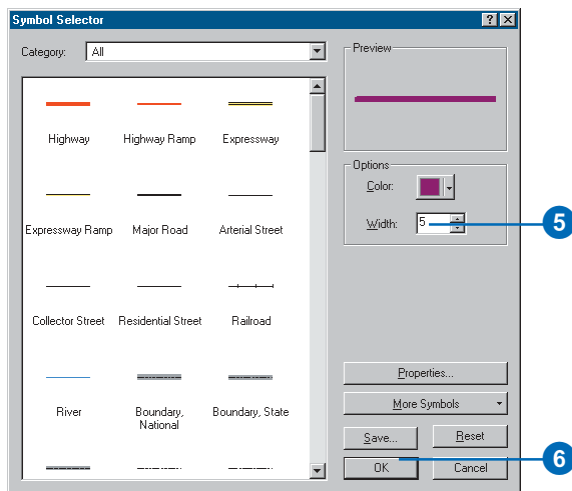 Symbol Selector
Category: All
Preview
Highway
Highway Ramp
Expressway
Options
Color:
Width: 5
5
Expressway Ramp
Major Road
Arterial Street
Collector Street
Residential Street
Railroad
River
Boundary, National
Boundary, State
Properties...
More Symbols
Save...
Reset
OK
Cancel
6